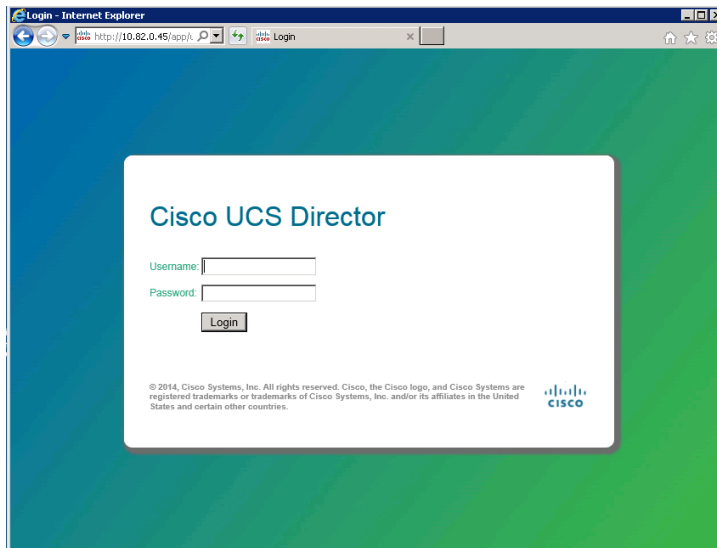 Login - Internet Explorer
http://10.82.0.45/app/
Login
Cisco UCS Director
Username:
Password:
Login
© 2014, Cisco Systems, Inc. All rights reserved. Cisco, the Cisco logo, and Cisco Systems are
registered trademarks or trademarks of Cisco Systems, Inc. and/or its affiliates in the United
States and certain other countries.
CISCO